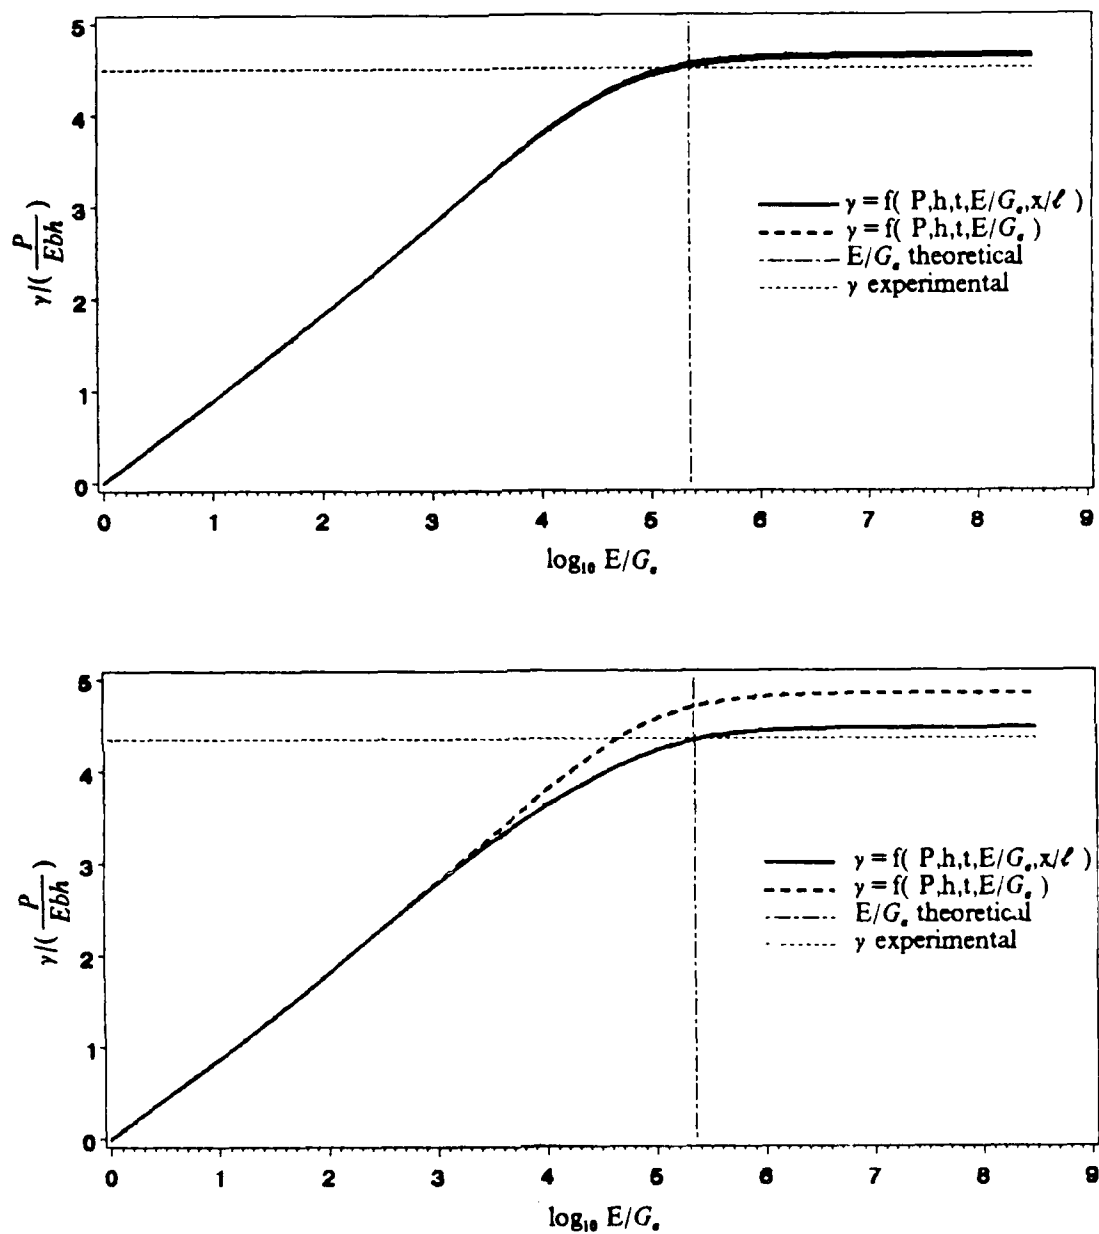 5
4
3
2
1
0
γ/(P/Ebh)
γ = f( P,h,t,E/Gₑ,x/ℓ )
γ = f( P,h,t,E/Gₑ )
E/Gₑ theoretical
γ experimental
0 1 2 3 4 5 6 7 8 9
log₁₀ E/Gₑ
5
4
3
2
1
0
γ/(P/Ebh)
γ = f( P,h,t,E/Gₑ,x/ℓ )
γ = f( P,h,t,E/Gₑ )
E/Gₑ theoretical
γ experimental
0 1 2 3 4 5 6 7 8 9
log₁₀ E/Gₑ